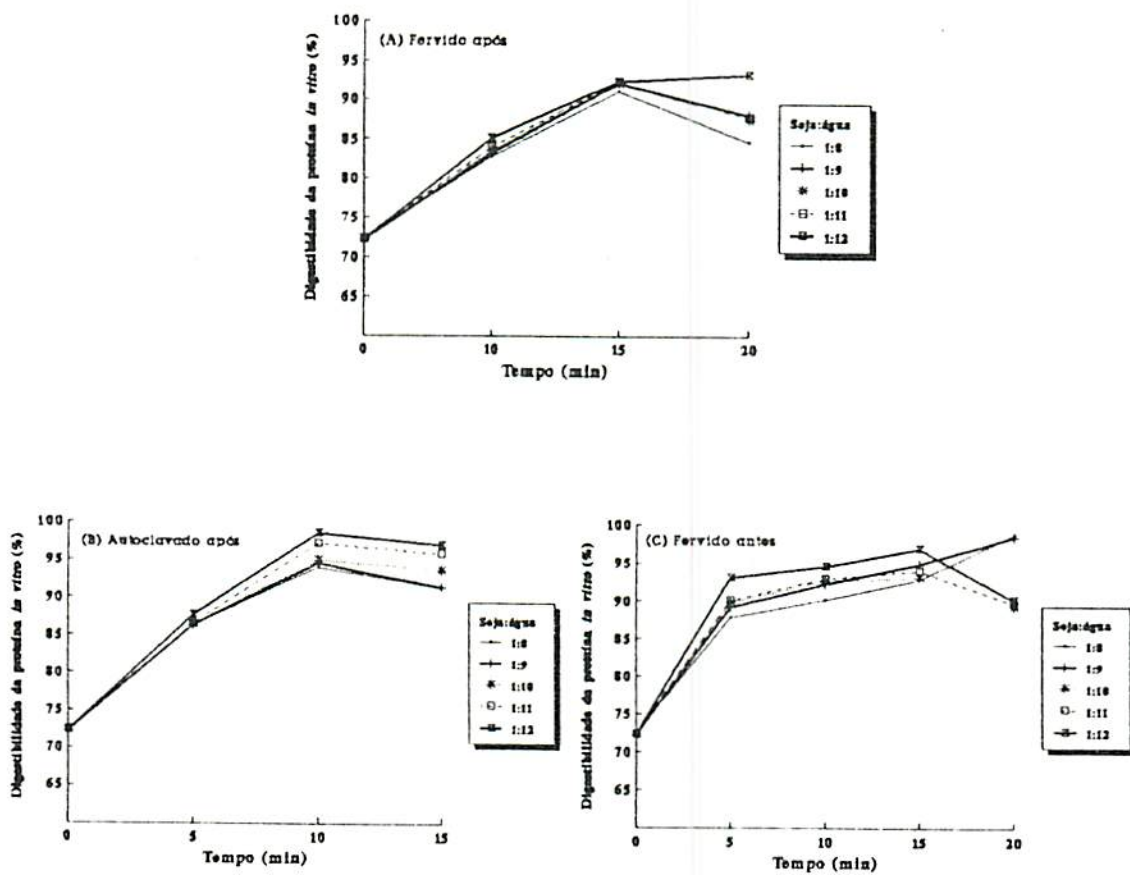 100
95
90
85
80
75
70
65
(A) Fervido após
Digestibilidade da proteína in vitro (%)
0 10 15 20
Tempo (min)
Soja:água
1:8
1:9
1:10
1:11
1:12
100
95
90
85
80
75
70
65
(B) Autoclavado após
Digestibilidade da proteína in vitro (%)
0 5 10 15
Tempo (min)
Soja:água
1:8
1:9
1:10
1:11
1:12
100
95
90
85
80
75
70
65
(C) Fervido antes
Digestibilidade da proteína in vitro (%)
0 5 10 15 20
Tempo (min)
Soja:água
1:8
1:9
1:10
1:11
1:12